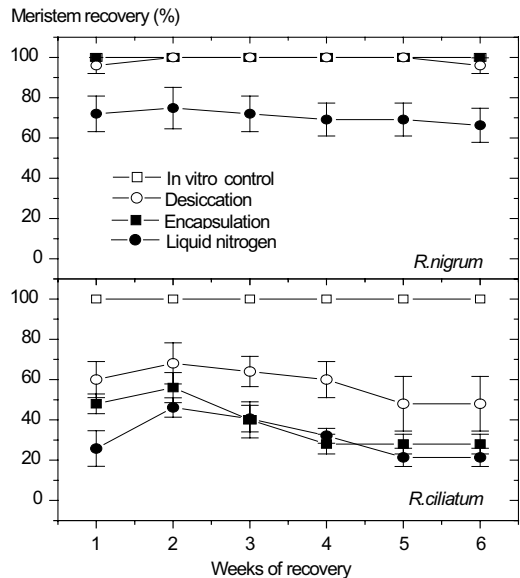 Meristem recovery (%)
100
80
60
40
20
0
In vitro control
Desiccation
Encapsulation
Liquid nitrogen
R.nigrum
100
80
60
40
20
0
R.ciliatum
1 2 3 4 5 6
Weeks of recovery